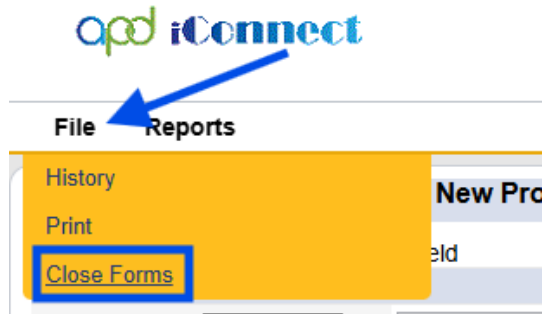 apd iConnect
File Reports
History
New Pro
Print
eld
Close Forms